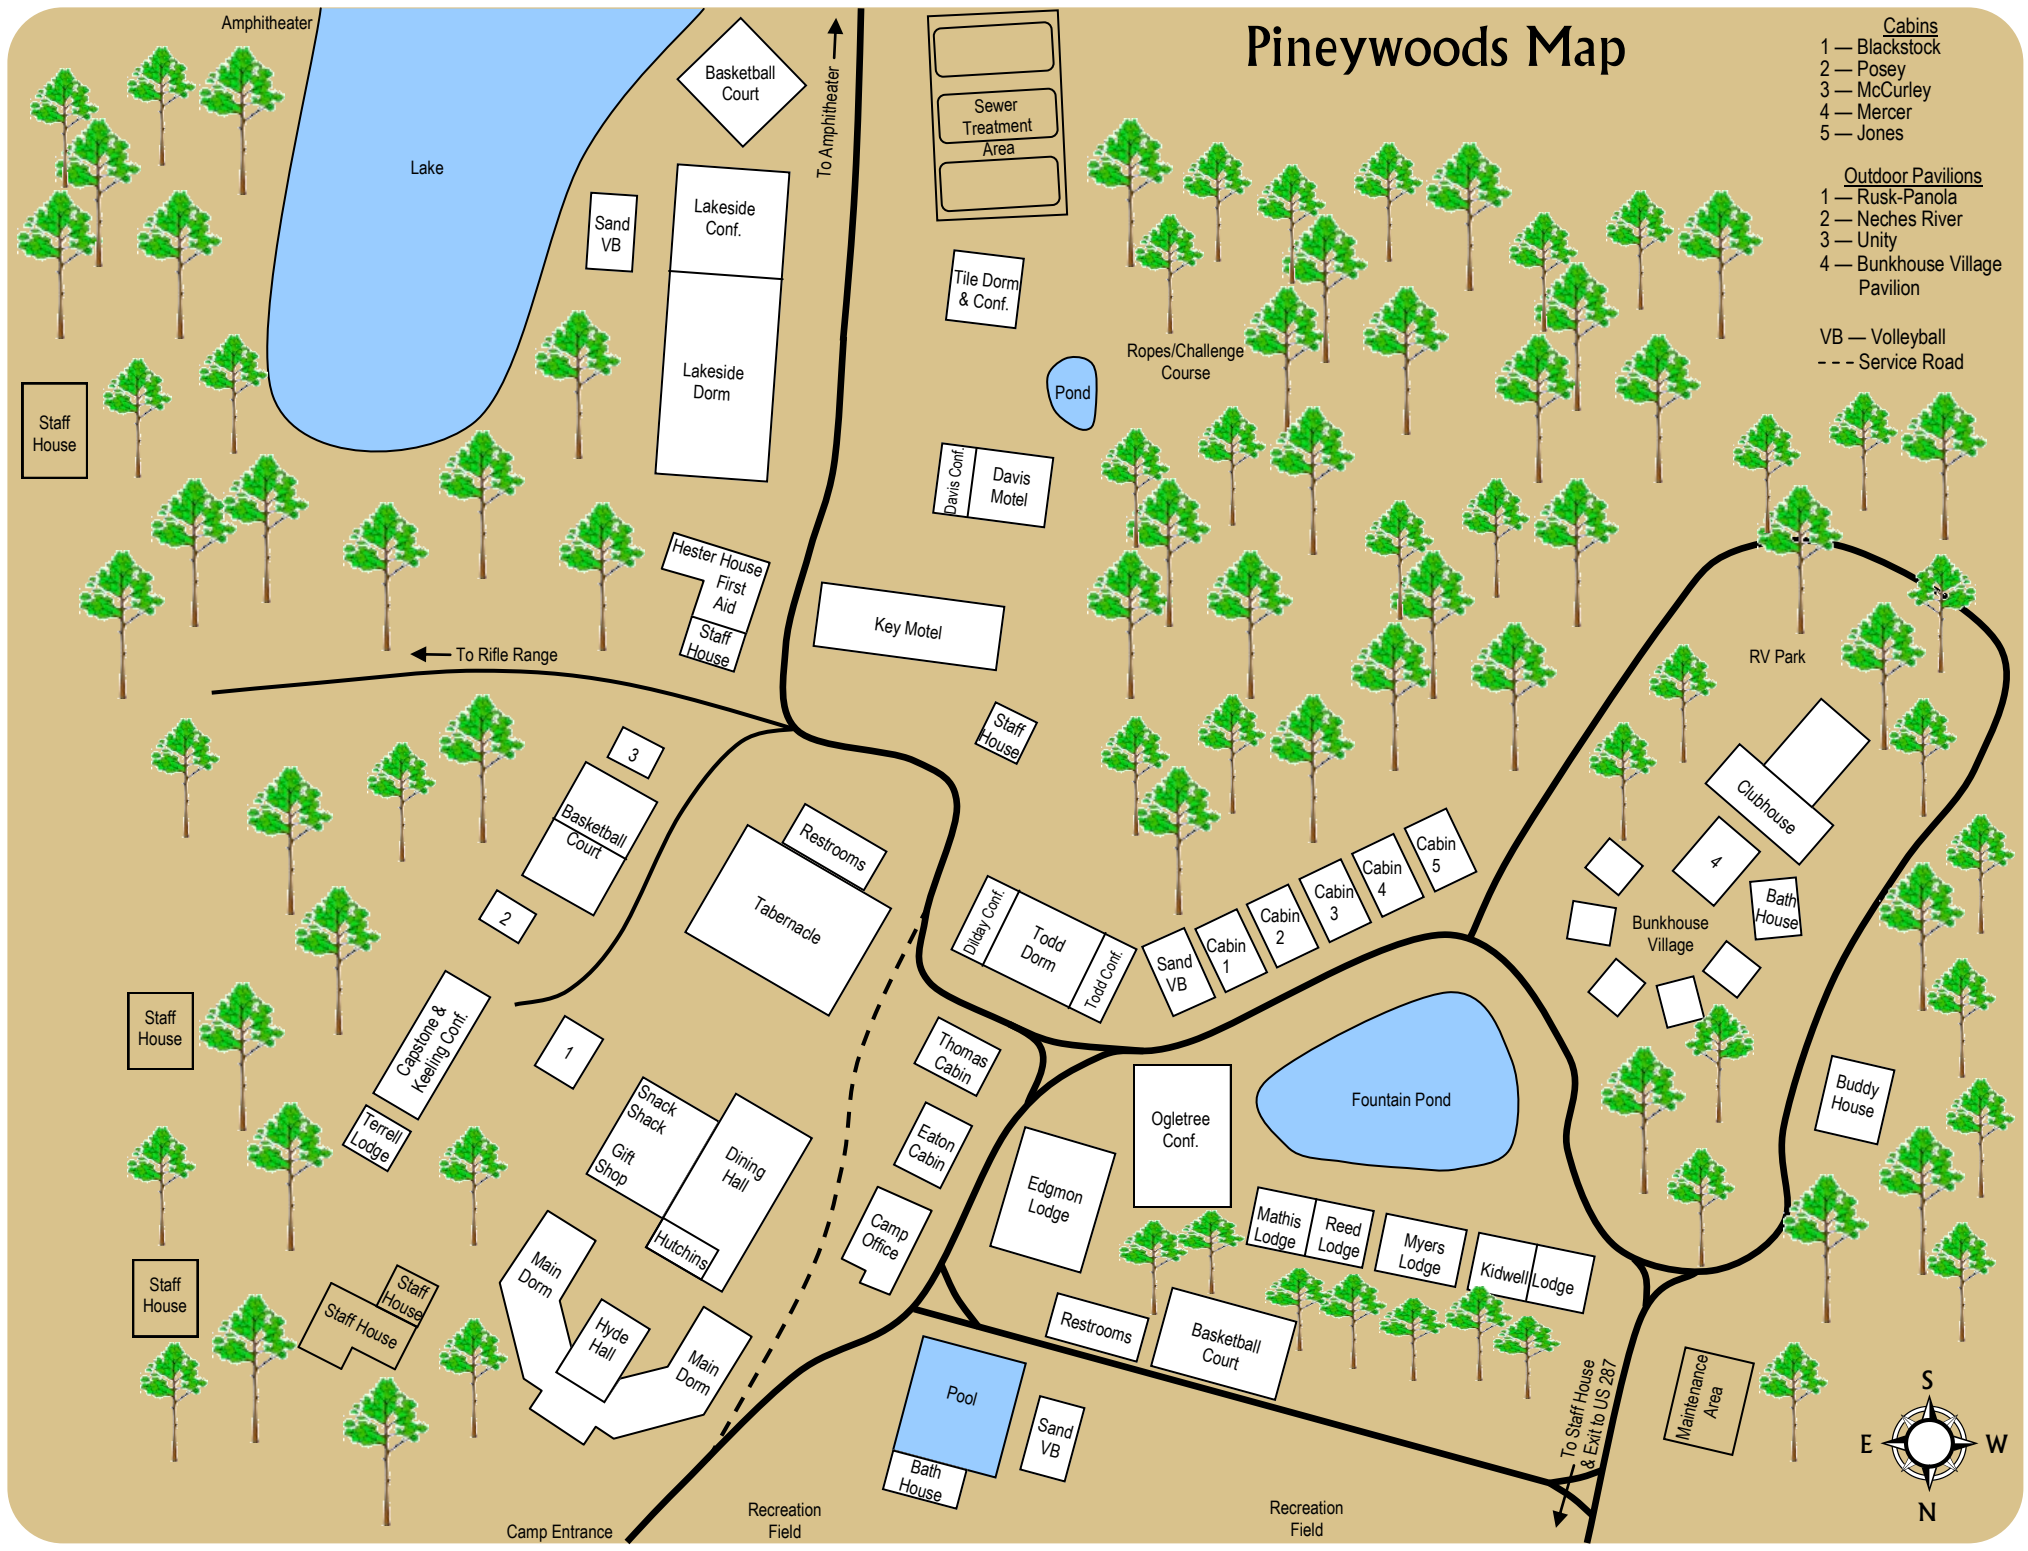 Pineywoods Map
Cabins
1 — Blackstock
2 — Posey
3 — McCurley
4 — Mercer
5 — Jones
Outdoor Pavilions
1 — Rusk-Panola
2 — Neches River
3 — Unity
4 — Bunkhouse Village
Pavilion
VB — Volleyball
Service Road
Amphitheater
Lake
Basketball
Court
To Amphitheater
Sewer
Treatment
Area
Sand
VB
Lakeside
Conf.
Lakeside
Dorm
Tile Dorm
& Conf.
Pond
Ropes/Challenge
Course
Staff
House
Davis Conf.
Davis
Motel
Hester House
First
Aid
Staff
House
Key Motel
To Rifle Range
RV Park
Staff
House
3
Basketball
Court
2
Restrooms
Tabernacle
Clubhouse
4
Bath
House
Bunkhouse
Village
Dilday Conf.
Todd
Dorm
Todd Conf.
Sand
VB
Cabin
1
Cabin
2
Cabin
3
Cabin
4
Cabin
5
Capstone &
Keeling Conf.
Terrell
Lodge
1
Staff
House
Thomas
Cabin
Eaton
Cabin
Camp
Office
Snack
Shack
Gift
Shop
Dining
Hall
Hutchins
Ogletree
Conf.
Fountain Pond
Buddy
House
Edgmon
Lodge
Mathis
Lodge
Reed
Lodge
Myers
Lodge
Kidwell Lodge
Staff
House
Staff
House
Staff House
Main
Dorm
Hyde
Hall
Main
Dorm
Restrooms
Basketball
Court
Pool
Bath
House
Sand
VB
To Staff House
& Exit to US 287
Maintenance
Area
S
E
W
N
Camp Entrance
Recreation
Field
Recreation
Field